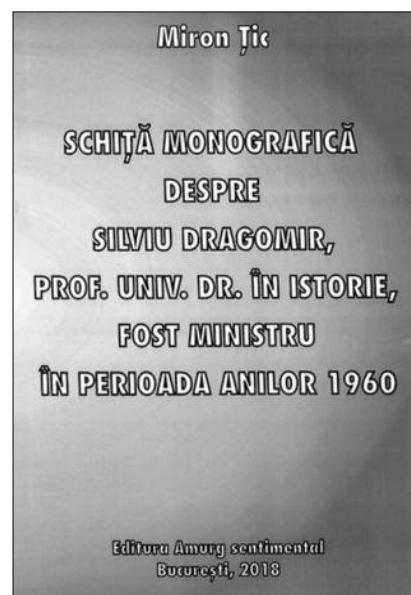 Miron Țic
SCHIȚĂ MONOGRAFICĂ
DESPRE
SILVIU DRAGOMIR,
PROF. UNIV. DR. ÎN ISTORIE,
FOST MINISTRU
ÎN PERIOADA ANILOR 1960
Editura Amurg sentimental
București, 2018